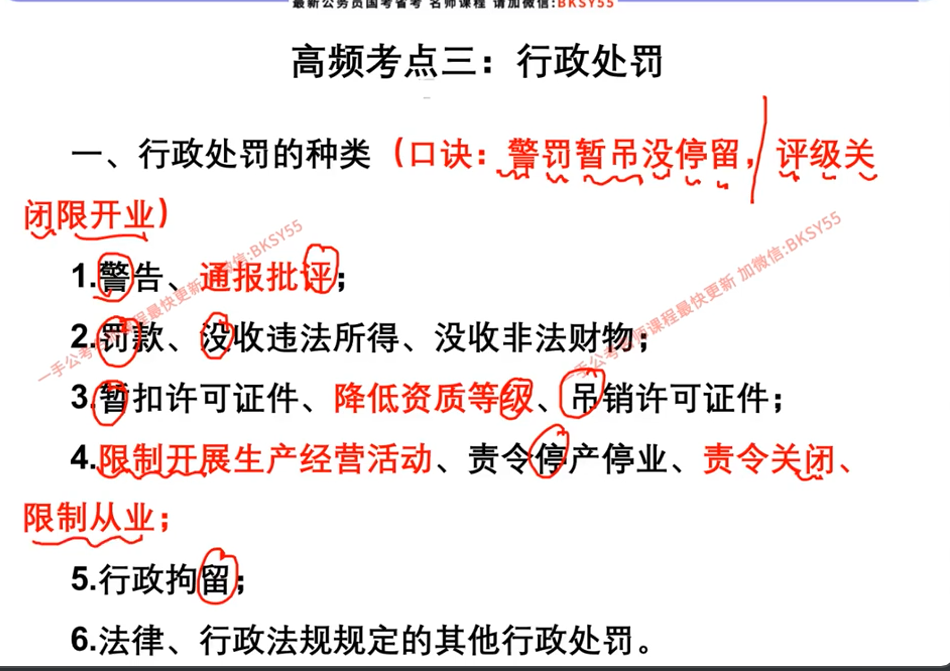 最新公务员国考省考 名师课程 请加微信:BKSY55
高频考点三：行政处罚
一、行政处罚的种类（口诀：警罚暂吊没停留，评级关
闭限开业）
1.警告、通报批评；
2.罚款、没收违法所得、没收非法财物；
3.暂扣许可证件、降低资质等级、吊销许可证件；
4.限制开展生产经营活动、责令停产停业、责令关闭、
限制从业；
5.行政拘留；
6.法律、行政法规规定的其他行政处罚。
一手公考名师课程最快更新 加微信:BKSY55
一手公考名师课程最快更新 加微信:BKSY55